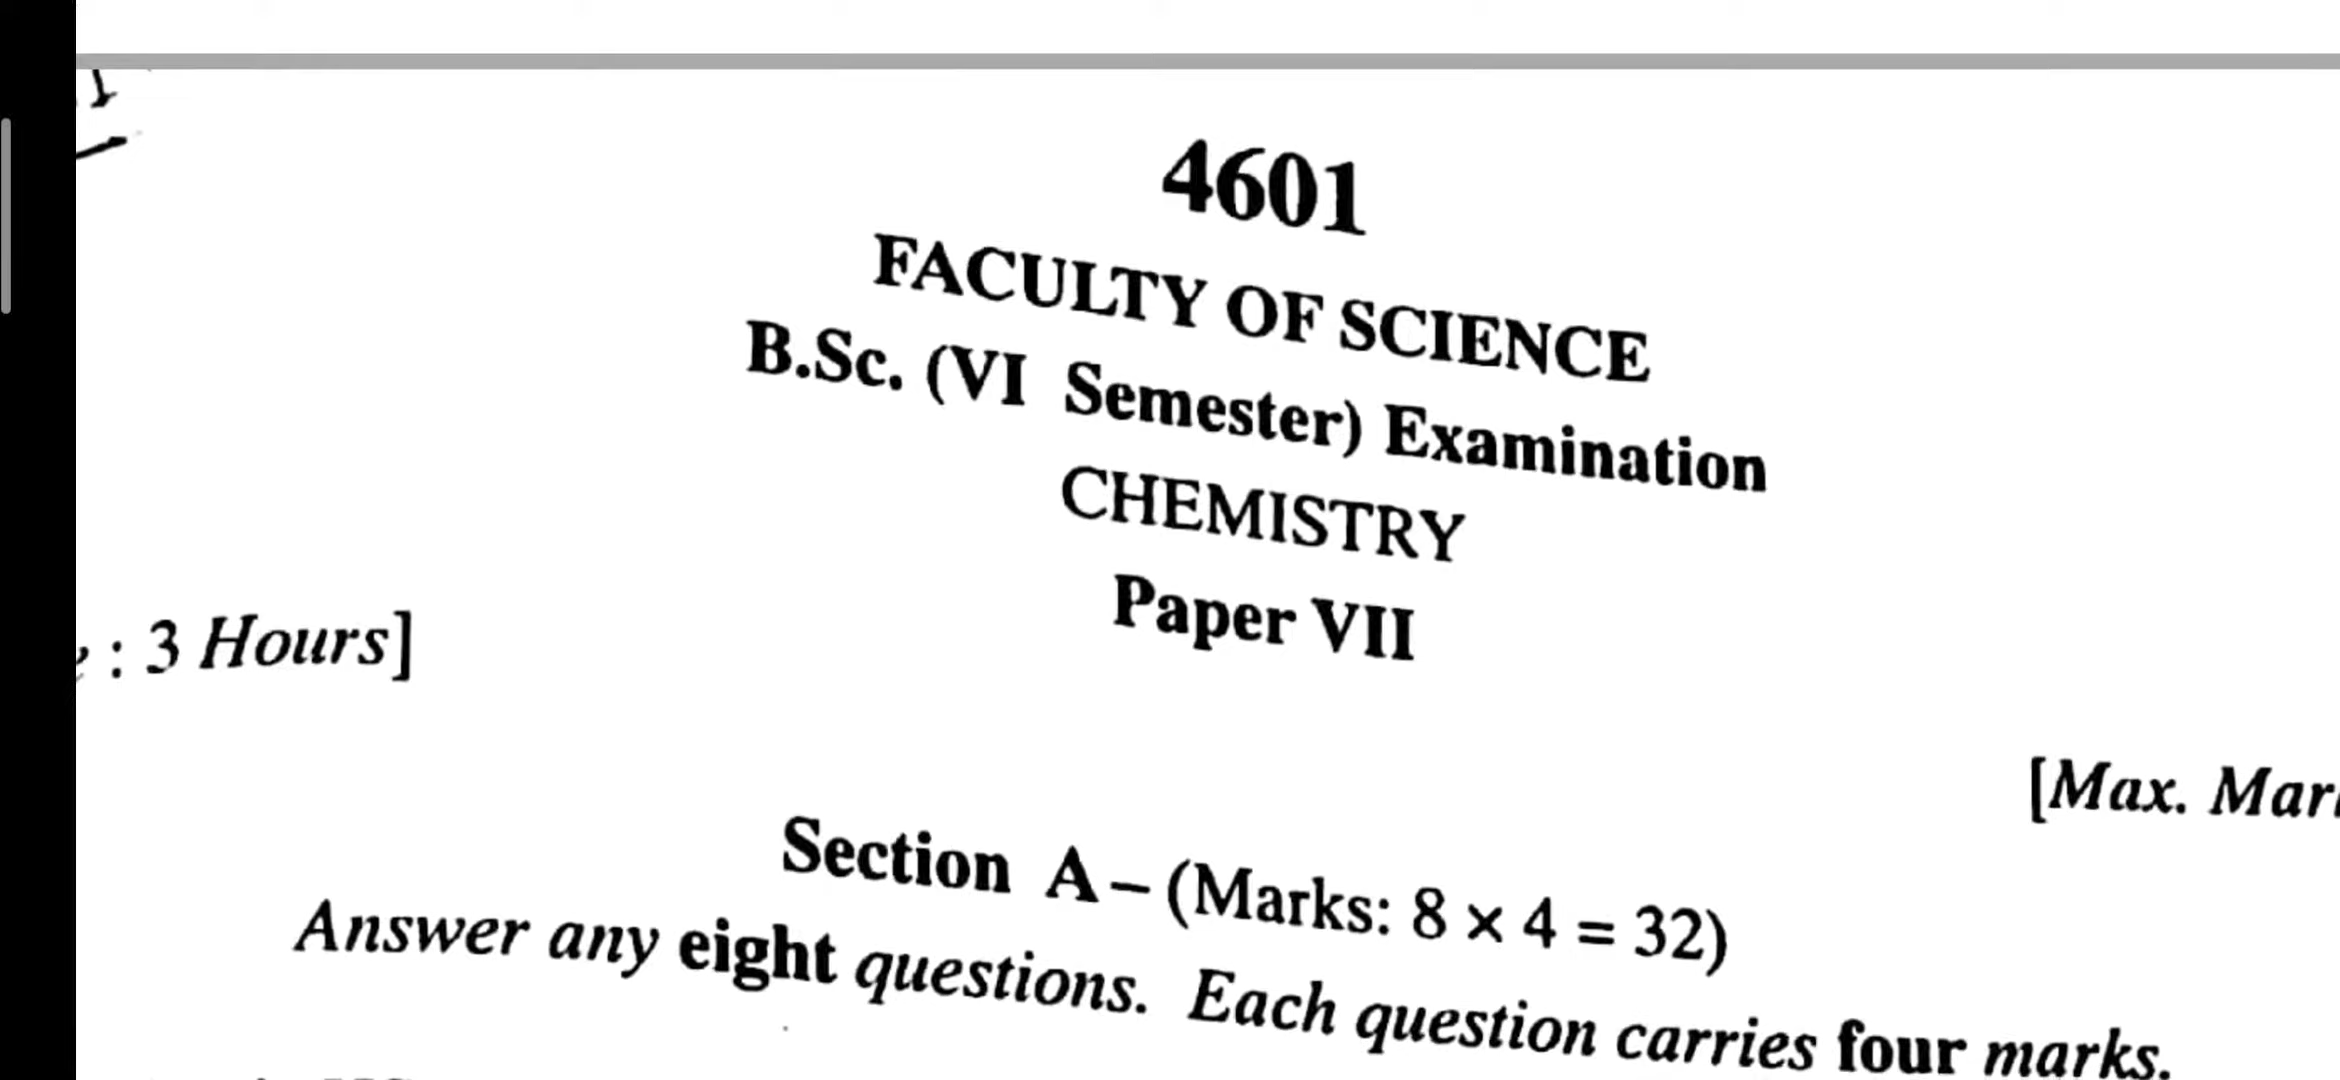 4601
FACULTY OF SCIENCE
B.Sc. (VI Semester) Examination
CHEMISTRY
Paper VII
: 3 Hours]
[Max.
Section A – (Marks: 8 × 4 = 32)
Answer any eight questions. Each question carries four marks.